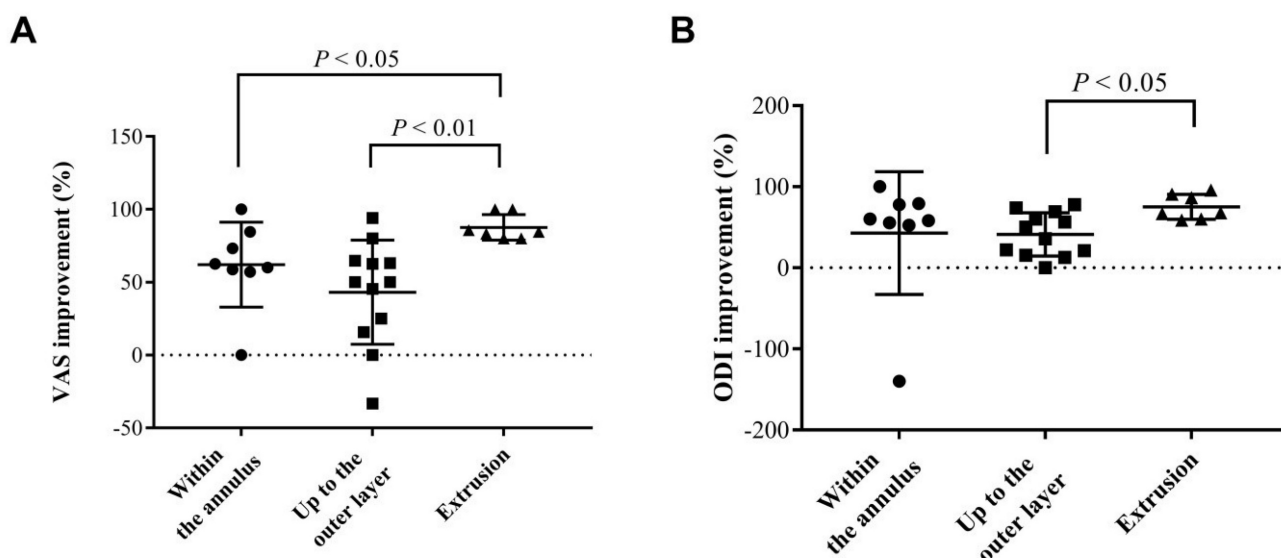 A
P < 0.05
P < 0.01
VAS improvement (%)
150
100
50
0
-50
Within
the annulus
Up to the
outer layer
Extrusion
B
P < 0.05
ODI improvement (%)
200
100
0
-100
-200
Within
the annulus
Up to the
outer layer
Extrusion